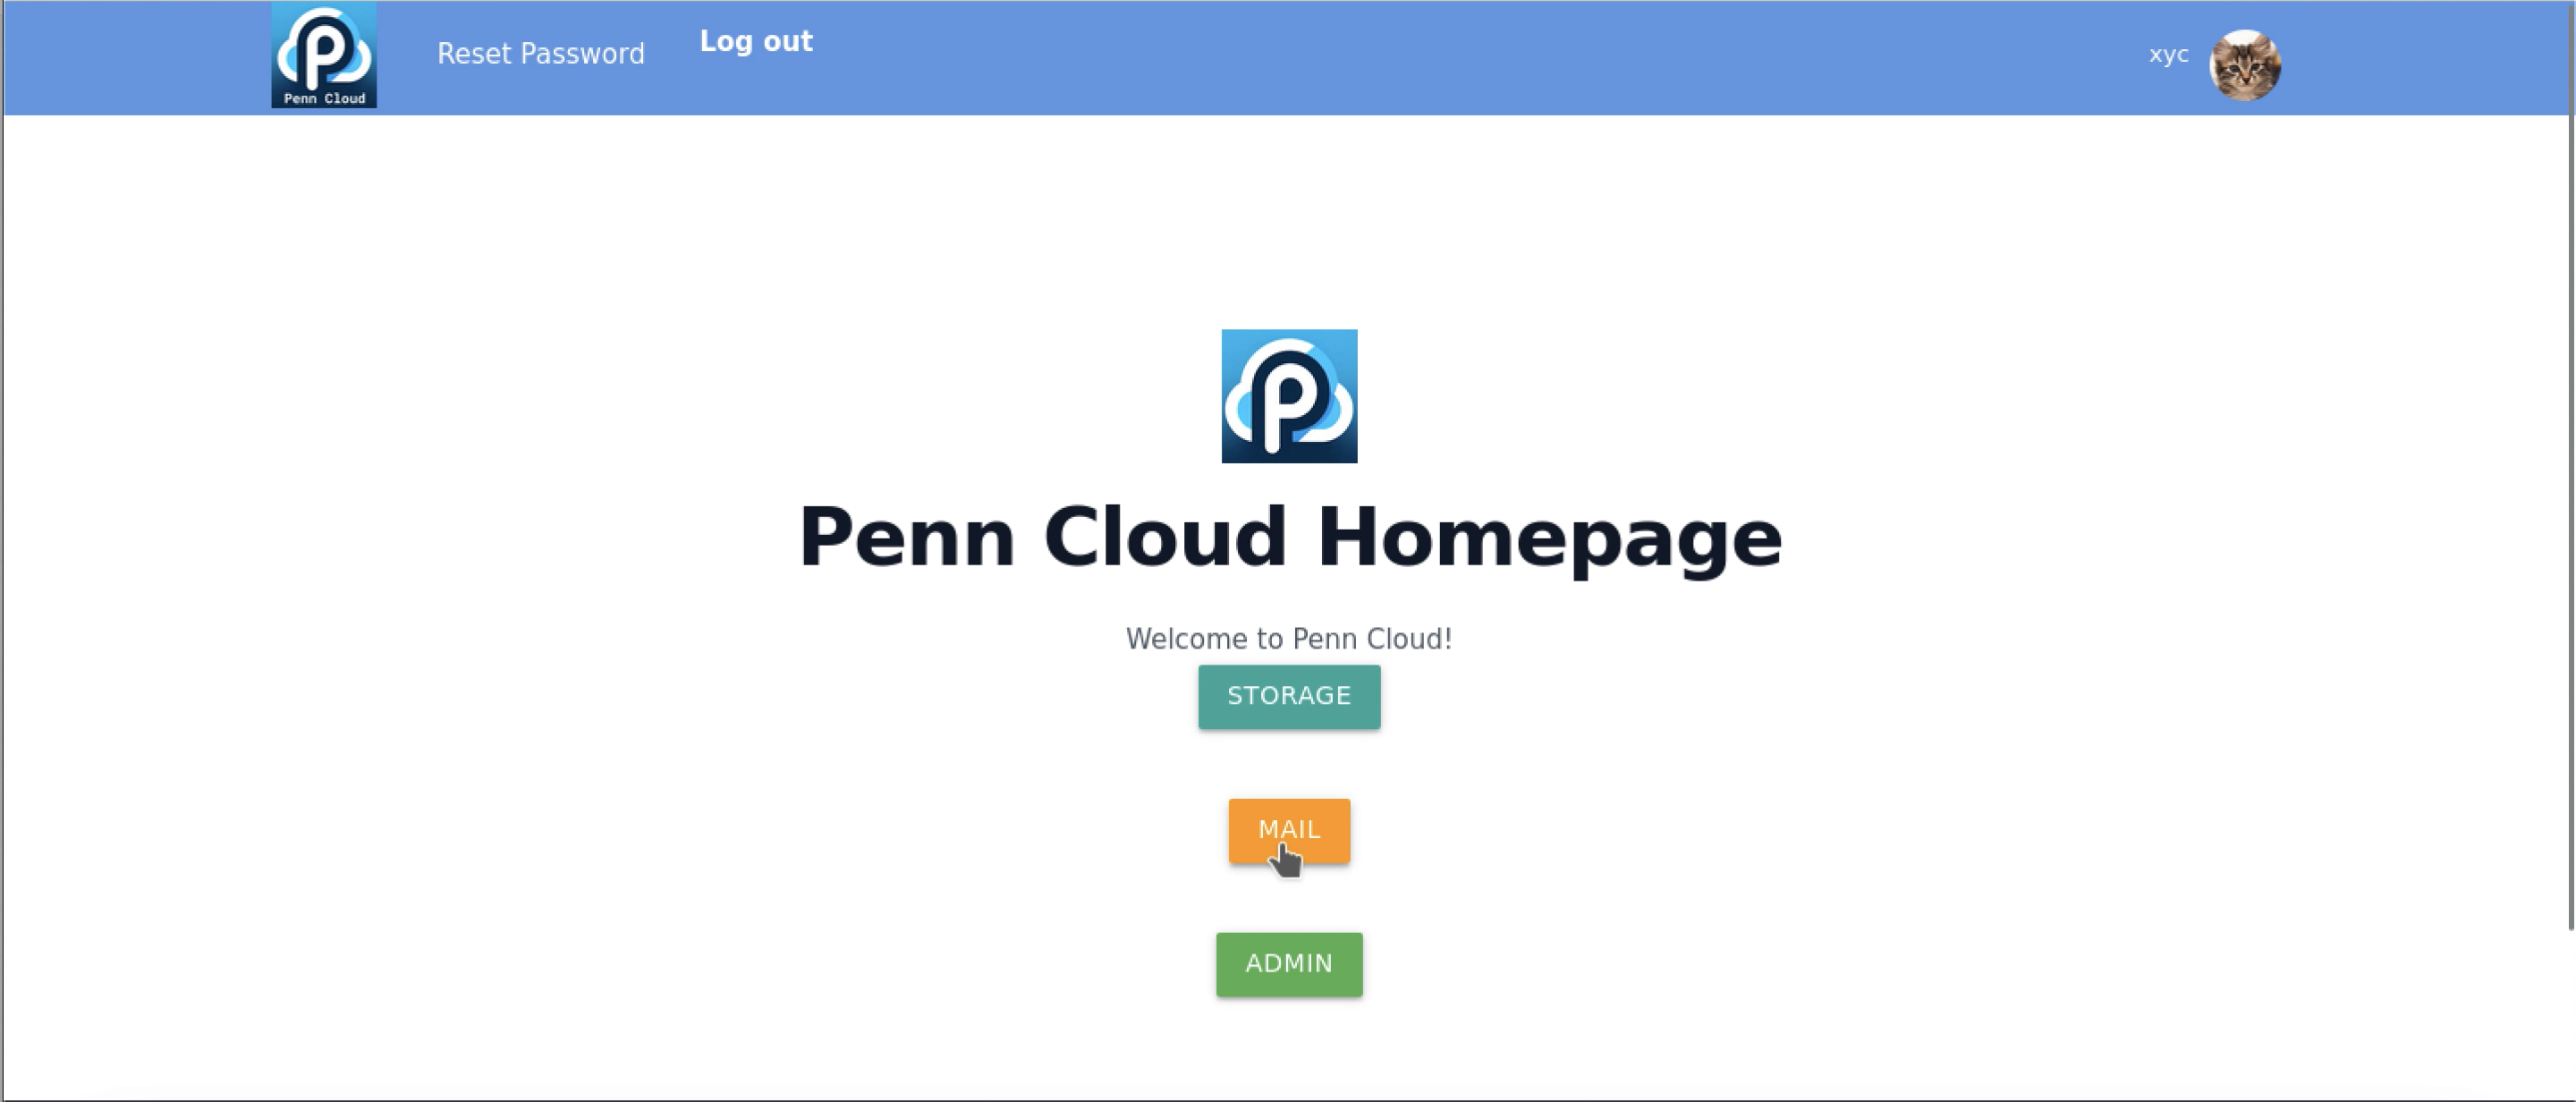 Penn Cloud
Reset Password
Log out
xyc
Penn Cloud Homepage
Welcome to Penn Cloud!
STORAGE
MAIL
ADMIN